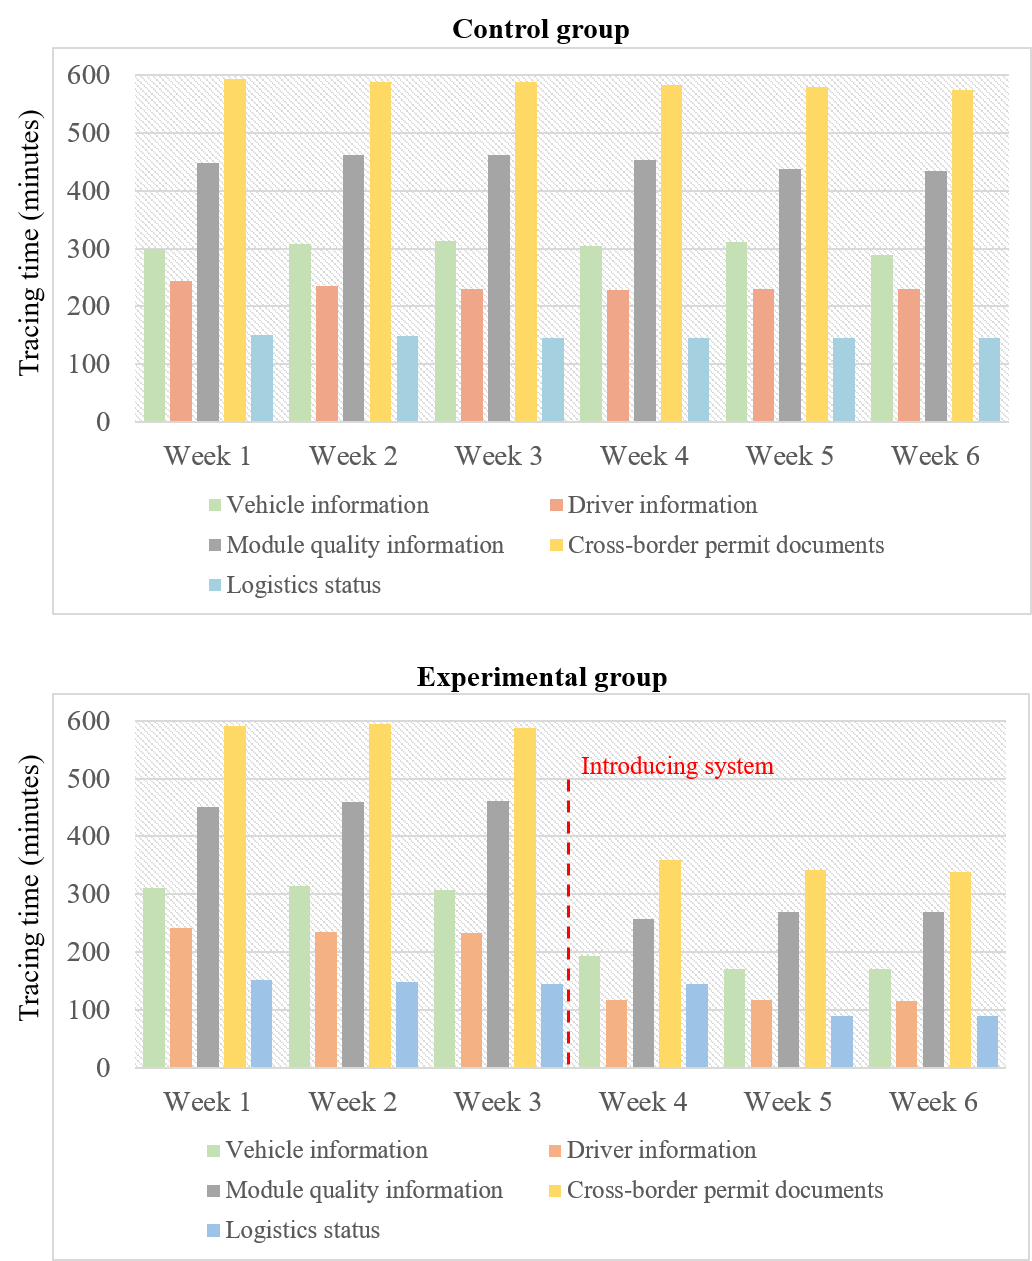 Control group
Tracing time (minutes)
600
500
400
300
200
100
0
Week 1 Week 2 Week 3 Week 4 Week 5 Week 6
Vehicle information Driver information
Module quality information Cross-border permit documents
Logistics status
Experimental group
Tracing time (minutes)
600
500
400
300
200
100
0
Introducing system
Week 1 Week 2 Week 3 Week 4 Week 5 Week 6
Vehicle information Driver information
Module quality information Cross-border permit documents
Logistics status